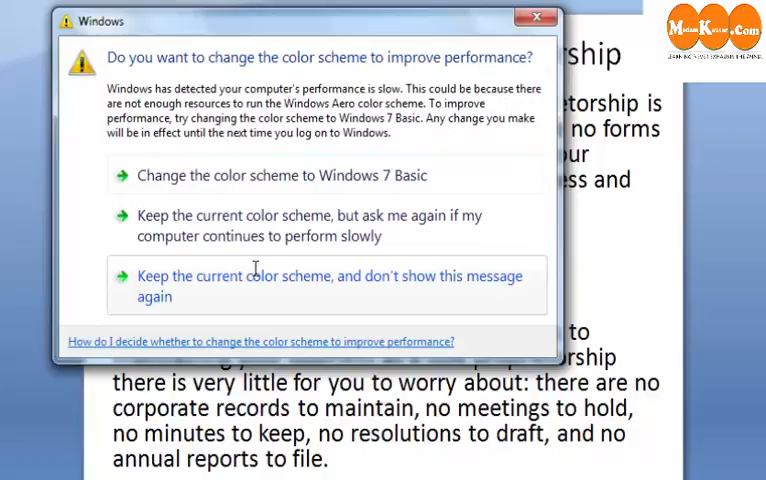 Windows
Do you want to change the color scheme to improve performance?
Windows has detected your computer's performance is slow. This could be because there
are not enough resources to run the Windows Aero color scheme. To improve
performance, try changing the color scheme to Windows 7 Basic. Any change you make
will be in effect until the next time you log on to Windows.
Change the color scheme to Windows 7 Basic
Keep the current color scheme, but ask me again if my
computer continues to perform slowly
Keep the current color scheme, and don't show this message
again
How do I decide whether to change the color scheme to improve performance?
.Com
ship
etorship is
no forms
our
ess and
to
orship
there is very little for you to worry about: there are no
corporate records to maintain, no meetings to hold,
no minutes to keep, no resolutions to draft, and no
annual reports to file.